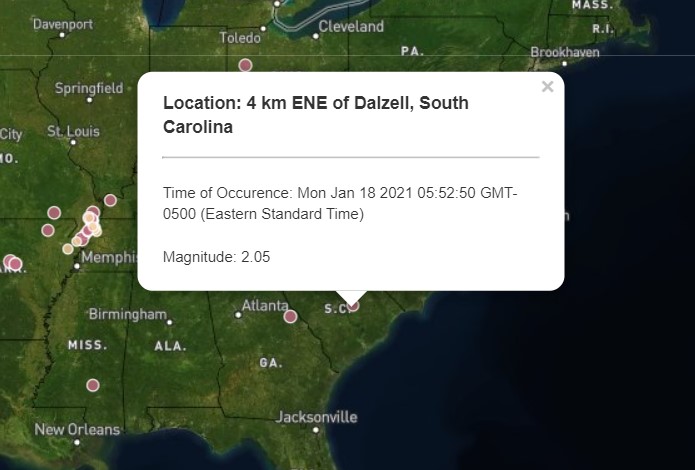 MASS.
Davenport
R.I.
Toledo
Cleveland
PA.
Brookhaven
×
Springfield
Location: 4 km ENE of Dalzell, South
Carolina
City
St. Louis
MO.
Time of Occurence: Mon Jan 18 2021 05:52:50 GMT-
0500 (Eastern Standard Time)
Memphis
Magnitude: 2.05
Atlanta
S.C.
Birmingham
MISS.
ALA.
GA.
Jacksonville
New Orleans